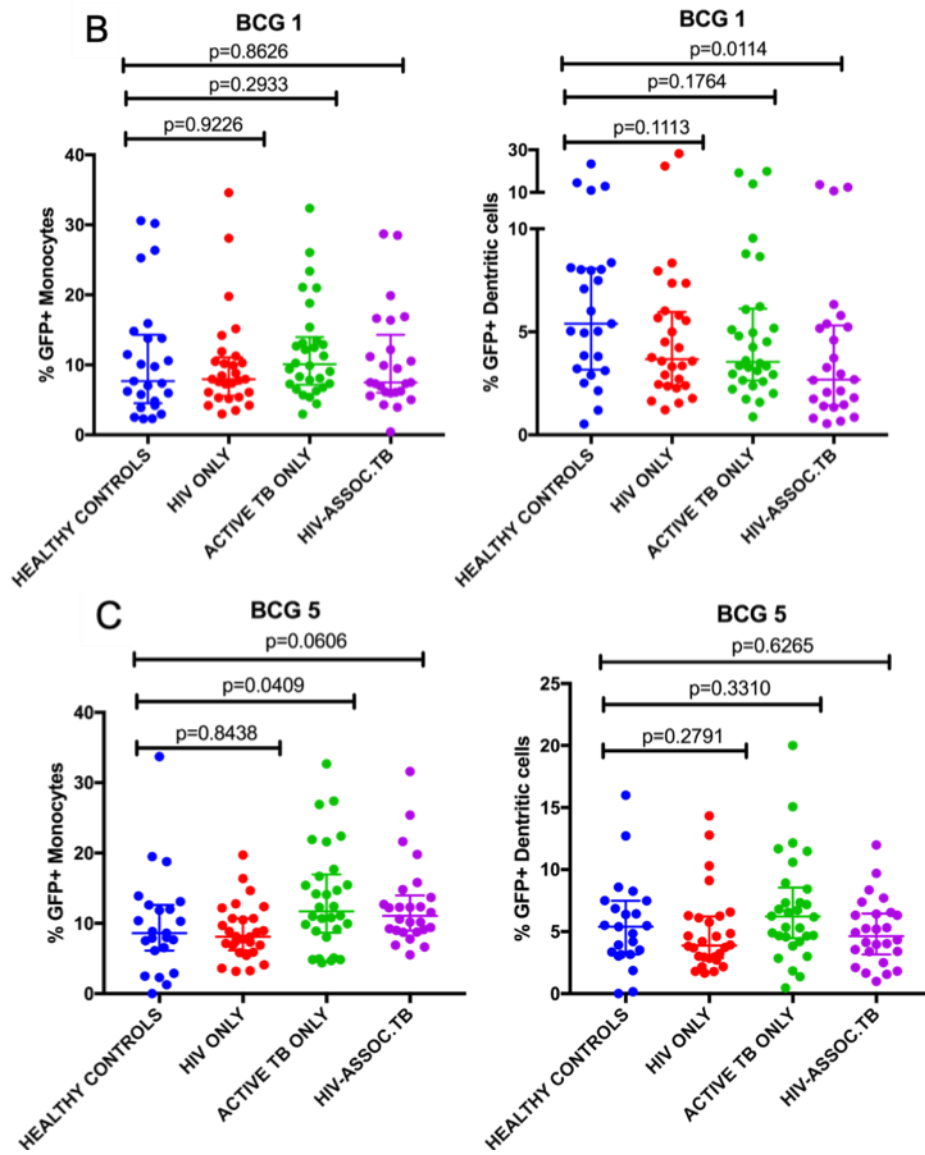 B
BCG 1
p=0.8626
p=0.2933
p=0.9226
% GFP+ Monocytes
40
30
20
10
0
HEALTHY CONTROLS
HIV ONLY
ACTIVE TB ONLY
HIV-ASSOC.TB
BCG 1
p=0.0114
p=0.1764
p=0.1113
% GFP+ Dentritic cells
30
10
10
5
0
HEALTHY CONTROLS
HIV ONLY
ACTIVE TB ONLY
HIV-ASSOC.TB
C
BCG 5
p=0.0606
p=0.0409
p=0.8438
% GFP+ Monocytes
40
30
20
10
0
HEALTHY CONTROLS
HIV ONLY
ACTIVE TB ONLY
HIV-ASSOC.TB
BCG 5
p=0.6265
p=0.3310
p=0.2791
% GFP+ Dentritic cells
25
20
15
10
5
0
HEALTHY CONTROLS
HIV ONLY
ACTIVE TB ONLY
HIV-ASSOC.TB